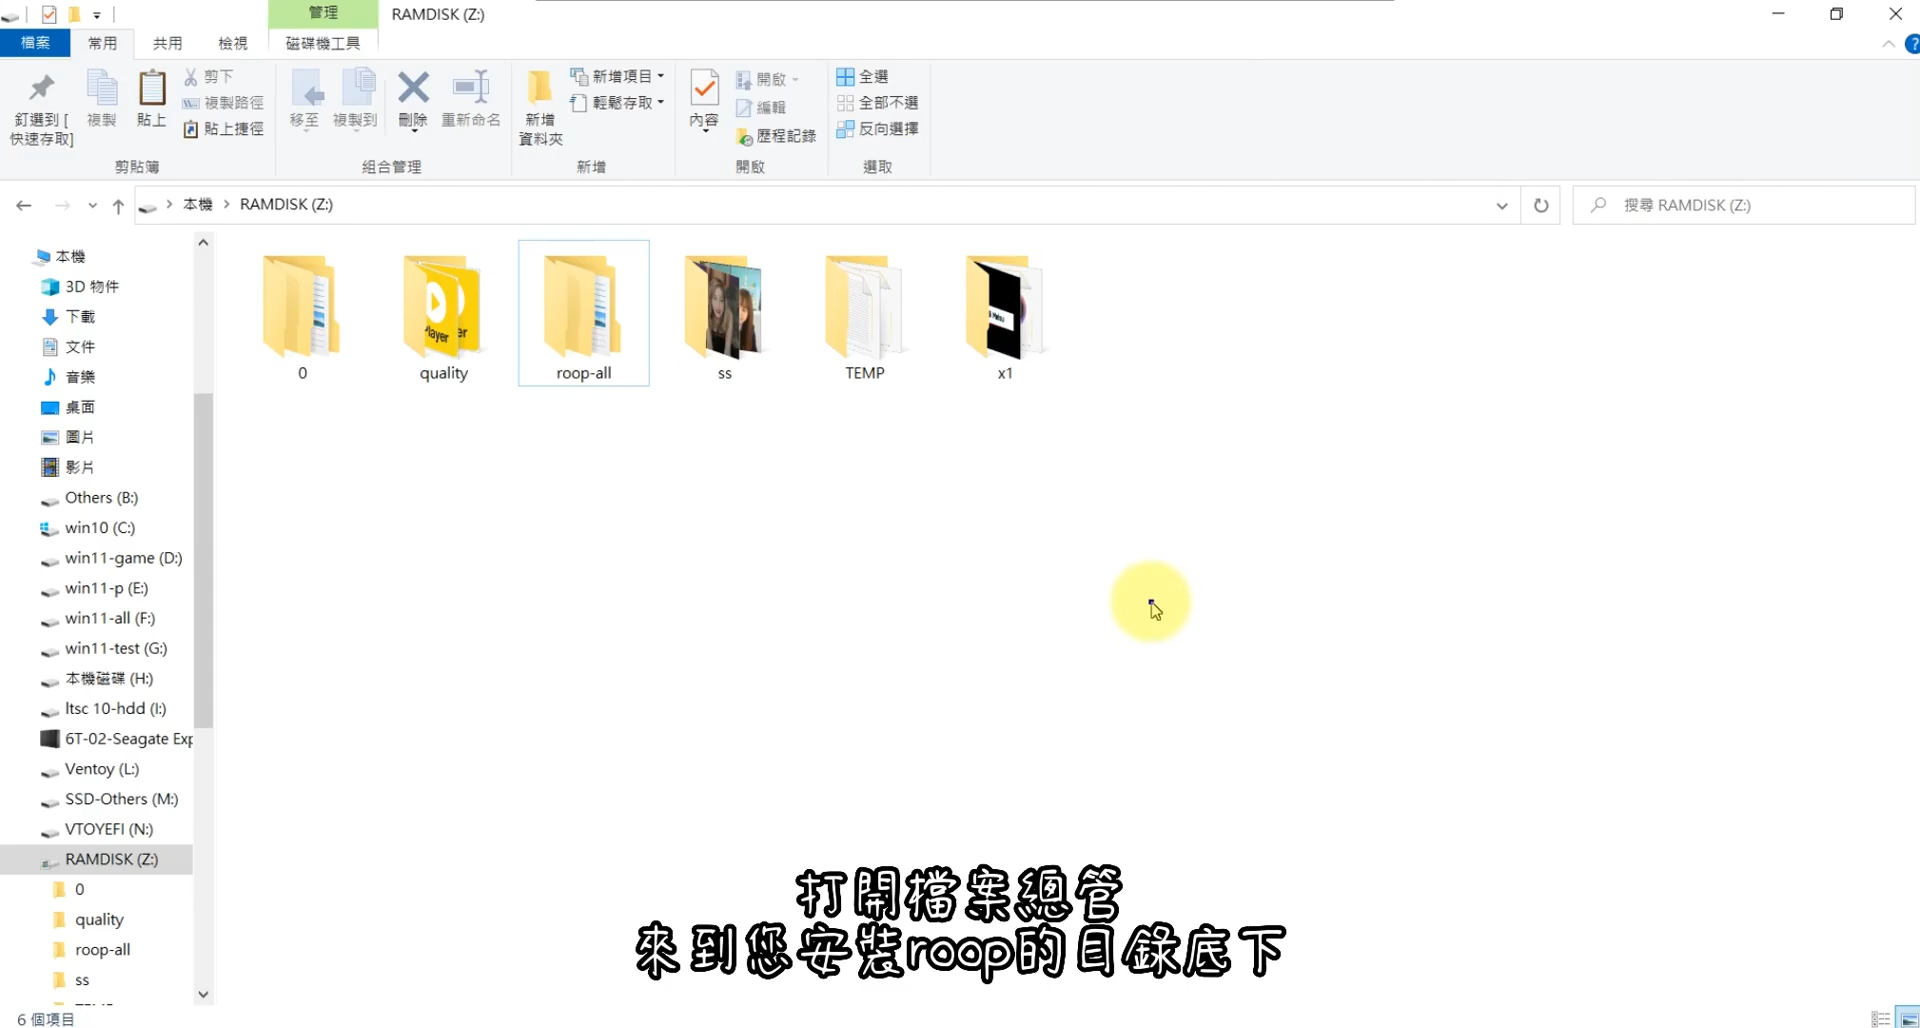 管理
RAMDISK (Z:)
檔案
常用
共用
檢視
磁碟機工具
釘選到 [
快速存取]
複製
貼上
剪下
複製路徑
貼上捷徑
剪貼簿
移至
複製到
刪除
重新命名
組合管理
新增
資料夾
新增項目
輕鬆存取
新增
內容
開啟
編輯
歷程記錄
開啟
全選
全部不選
反向選擇
選取
本機 › RAMDISK (Z:)
搜尋 RAMDISK (Z:)
本機
3D 物件
下載
文件
音樂
桌面
圖片
影片
Others (B:)
win10 (C:)
win11-game (D:)
win11-p (E:)
win11-all (F:)
win11-test (G:)
本機磁碟 (H:)
ltsc 10-hdd (I:)
6T-02-Seagate Exp
Ventoy (L:)
SSD-Others (M:)
VTOYEFI (N:)
RAMDISK (Z:)
0
quality
roop-all
ss
0
quality
roop-all
ss
TEMP
x1
打開檔案總管
來到您安裝roop的目錄底下
6 個項目